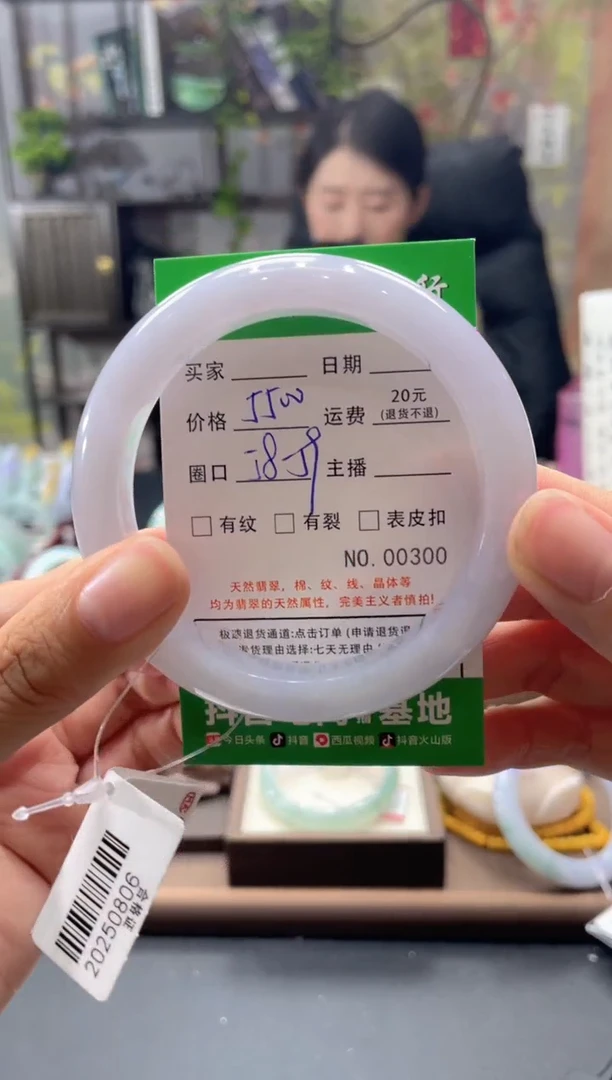 行
买家 日期
价格 5500 运费 20元
(退货不退)
圈口 58.5 主播
有纹 有裂 表皮扣
NO.00300
天然翡翠,棉、纹、线、晶体等
均为翡翠的天然属性,完美主义者慎拍!
极速退货通道:点击订单(申请退货退
货理由选择:七天无理由
基地
今日头条 抖音 西瓜视频 抖音火山版
合格证
20250806